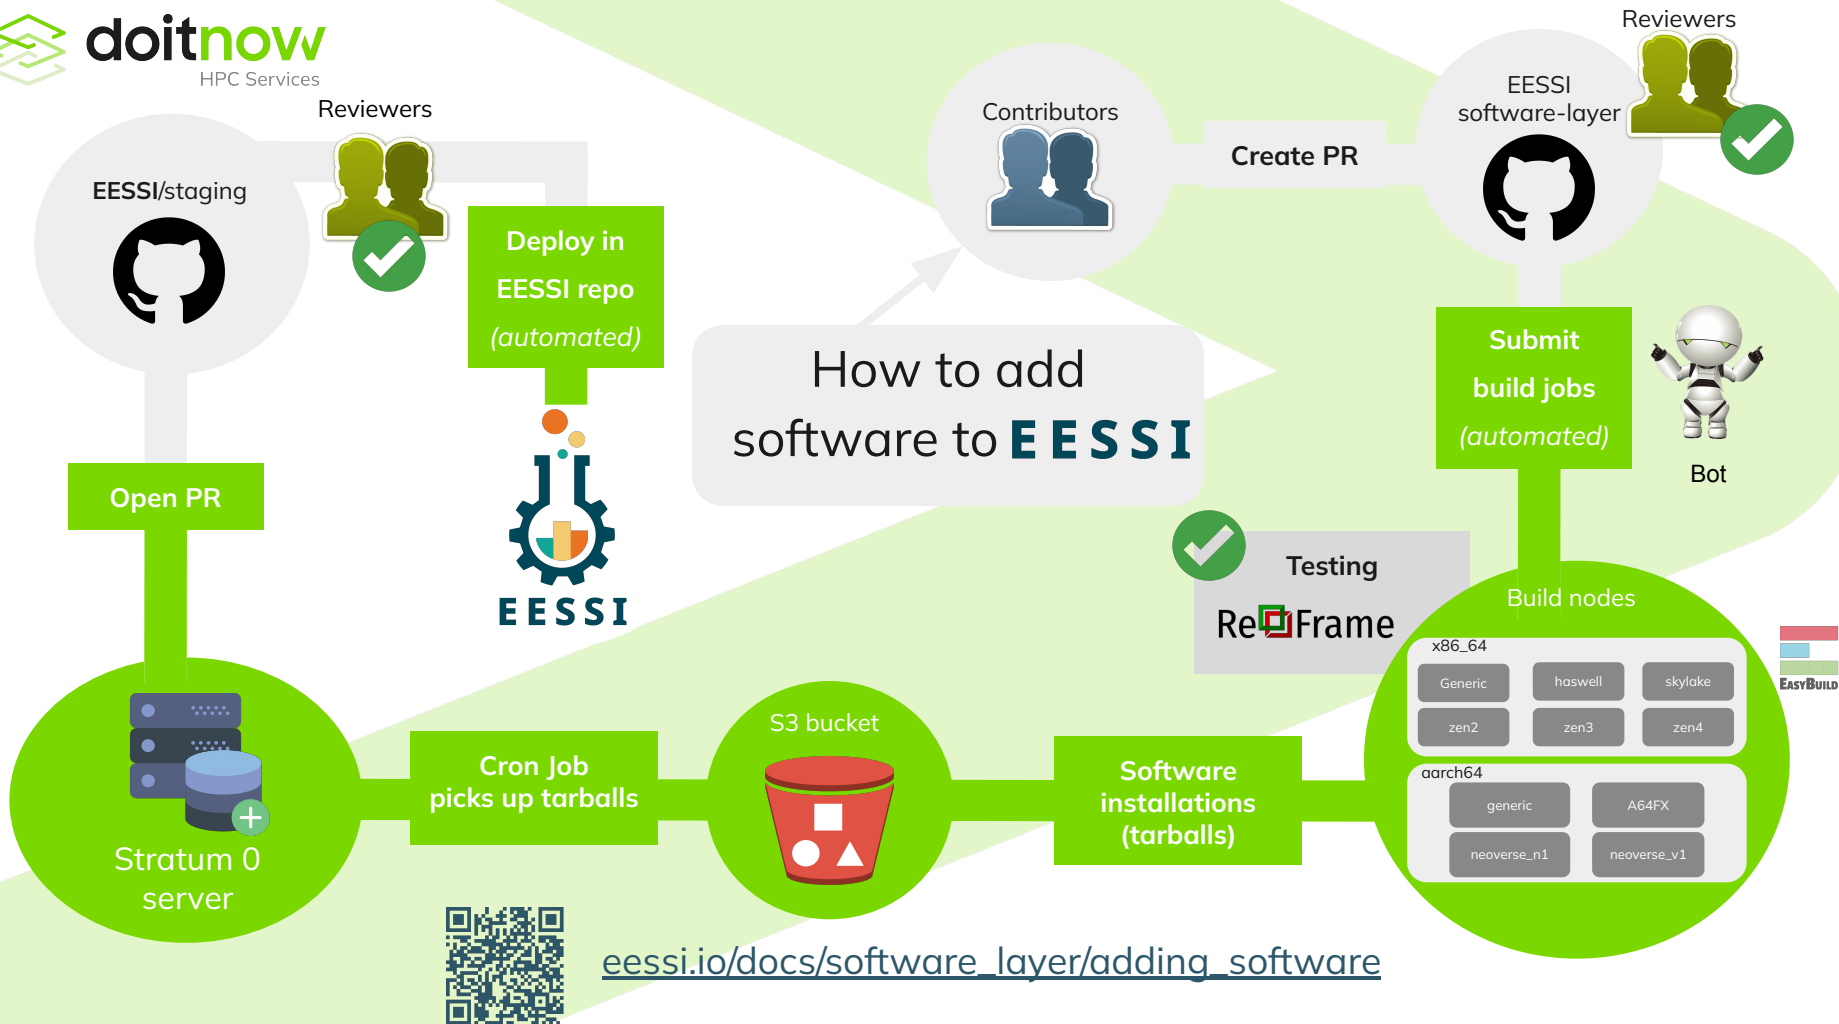 doitnow
HPC Services
Reviewers
EESSI/staging
Deploy in
EESSI repo
(automated)
Open PR
EESSI
Contributors
Create PR
EESSI
software-layer
Reviewers
How to add
software to EESSI
Submit
build jobs
(automated)
Bot
Testing
ReFrame
Build nodes
x86_64
Generic
haswell
skylake
zen2
zen3
zen4
aarch64
generic
A64FX
neoverse_n1
neoverse_v1
EASYBUILD
Software
installations
(tarballs)
S3 bucket
Cron Job
picks up tarballs
Stratum 0
server
eessi.io/docs/software_layer/adding_software